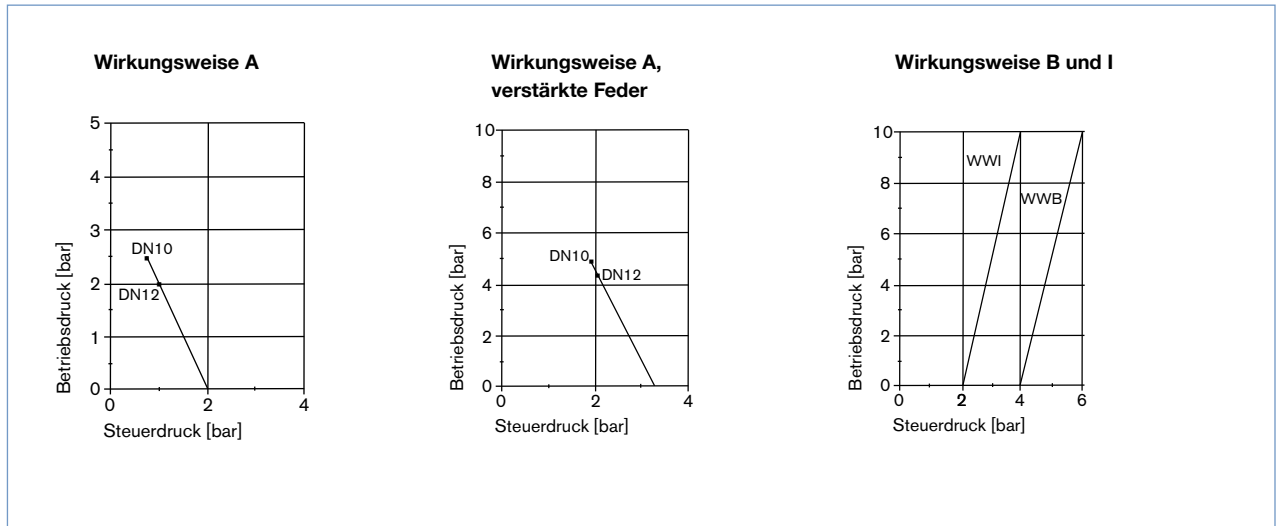 Wirkungsweise A
5
4
3
2
1
0
DN10
DN12
Betriebsdruck [bar]
0
2
4
Steuerdruck [bar]
Wirkungsweise A,
verstärkte Feder
10
8
6
4
2
0
DN10
DN12
Betriebsdruck [bar]
0
2
4
Steuerdruck [bar]
Wirkungsweise B und I
10
8
6
4
2
0
WWI
WWB
Betriebsdruck [bar]
0
2
4
6
Steuerdruck [bar]